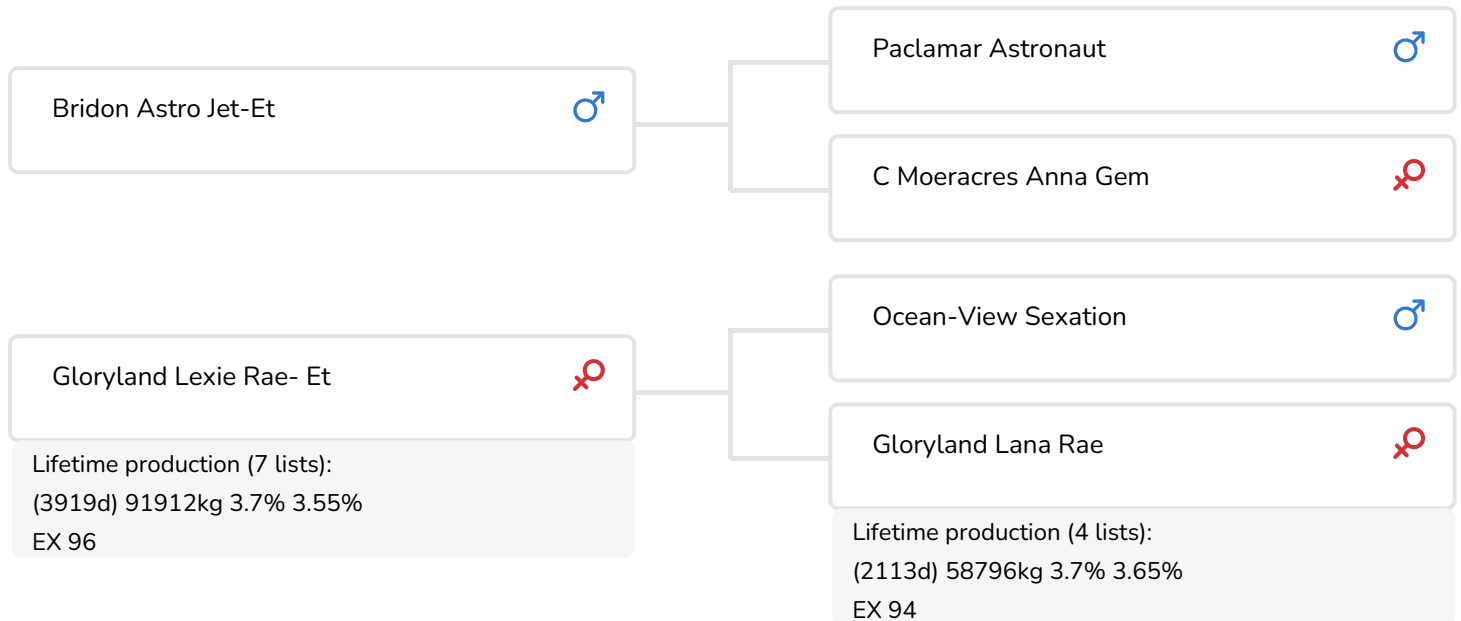 Paclamar Astronaut
Bridon Astro Jet-Et
C Moeracres Anna Gem
Ocean-View Sexation
Gloryland Lexie Rae- Et
Lifetime production (7 lists):
(3919d) 91912kg 3.7% 3.55%
EX 96
Gloryland Lana Rae
Lifetime production (4 lists):
(2113d) 58796kg 3.7% 3.65%
EX 94